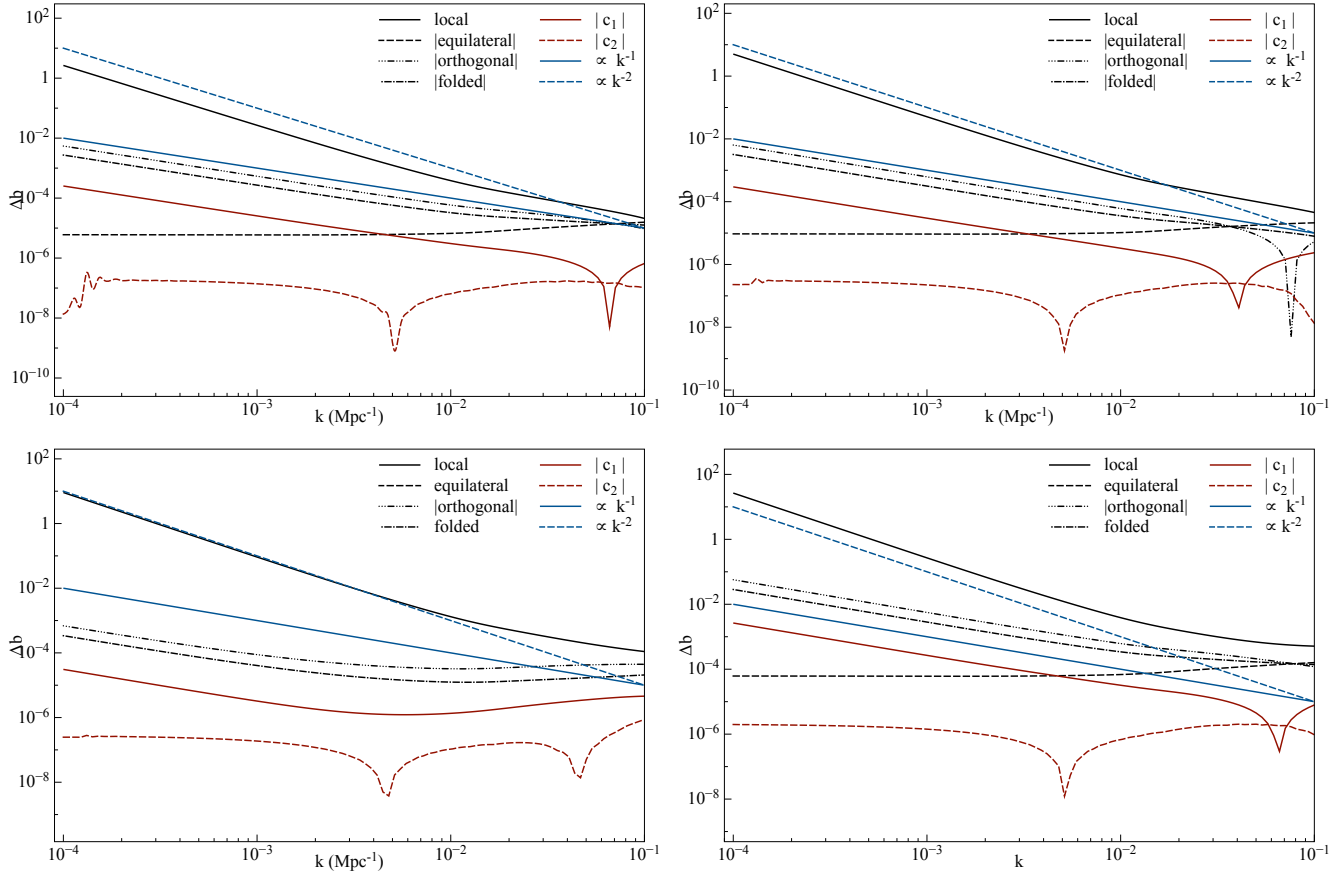 10² local | c₁ |
|equilateral| | c₂ |
1 |orthogonal| ∝ k⁻¹
|folded| ∝ k⁻²
10⁻²
Δb 10⁻⁴
10⁻⁶
10⁻⁸
10⁻¹⁰
10⁻⁴ 10⁻³ 10⁻² 10⁻¹
k (Mpc⁻¹)
10² local | c₁ |
|equilateral| | c₂ |
1 |orthogonal| ∝ k⁻¹
|folded| ∝ k⁻²
10⁻²
Δb 10⁻⁴
10⁻⁶
10⁻⁸
10⁻¹⁰
10⁻⁴ 10⁻³ 10⁻² 10⁻¹
k (Mpc⁻¹)
10² local | c₁ |
equilateral | c₂ |
1 |orthogonal| ∝ k⁻¹
folded ∝ k⁻²
10⁻²
Δb 10⁻⁴
10⁻⁶
10⁻⁸
10⁻⁴ 10⁻³ 10⁻² 10⁻¹
k (Mpc⁻¹)
10² local | c₁ |
equilateral | c₂ |
1 |orthogonal| ∝ k⁻¹
folded ∝ k⁻²
10⁻²
Δb 10⁻⁴
10⁻⁶
10⁻⁸
10⁻⁴ 10⁻³ 10⁻² 10⁻¹
k